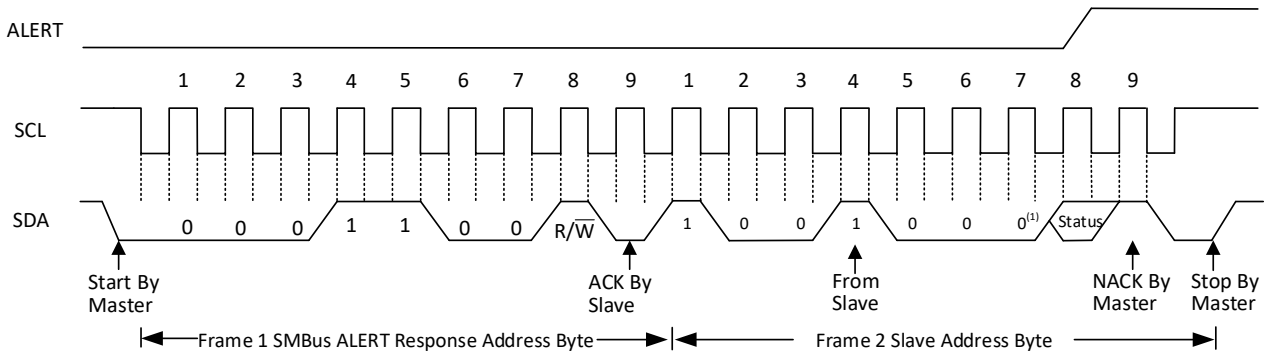 ALERT
1 2 3 4 5 6 7 8 9 1 2 3 4 5 6 7 8 9
SCL
SDA
0 0 0 1 1 0 0 R/W̅ 1 0 0 1 0 0 0⁽¹⁾ Status
Start By
Master
ACK By
Slave
From
Slave
NACK By
Master
Stop By
Master
Frame 1 SMBus ALERT Response Address Byte
Frame 2 Slave Address Byte